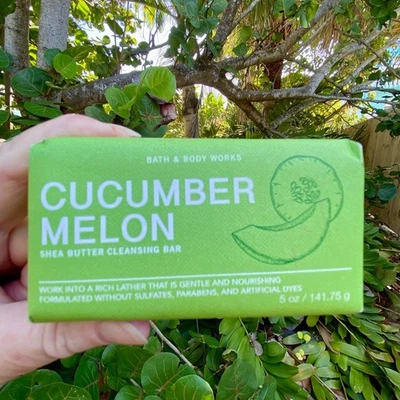 BATH & BODY WORKS
CUCUMBER
MELON
SHEA BUTTER CLEANSING BAR
WORK INTO A RICH LATHER THAT IS GENTLE AND NOURISHING
FORMULATED WITHOUT SULFATES, PARABENS, AND ARTIFICIAL DYES
5 oz / 141.75 g